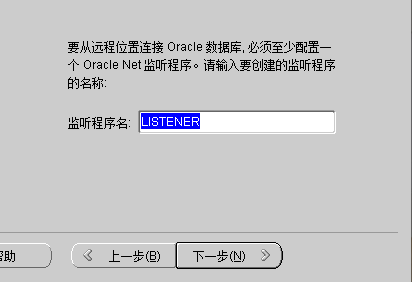 要从远程位置连接 Oracle 数据库, 必须至少配置一
个 Oracle Net 监听程序。请输入要创建的监听程序
的名称:
监听程序名: LISTENER
帮助 上一步(B) 下一步(N)